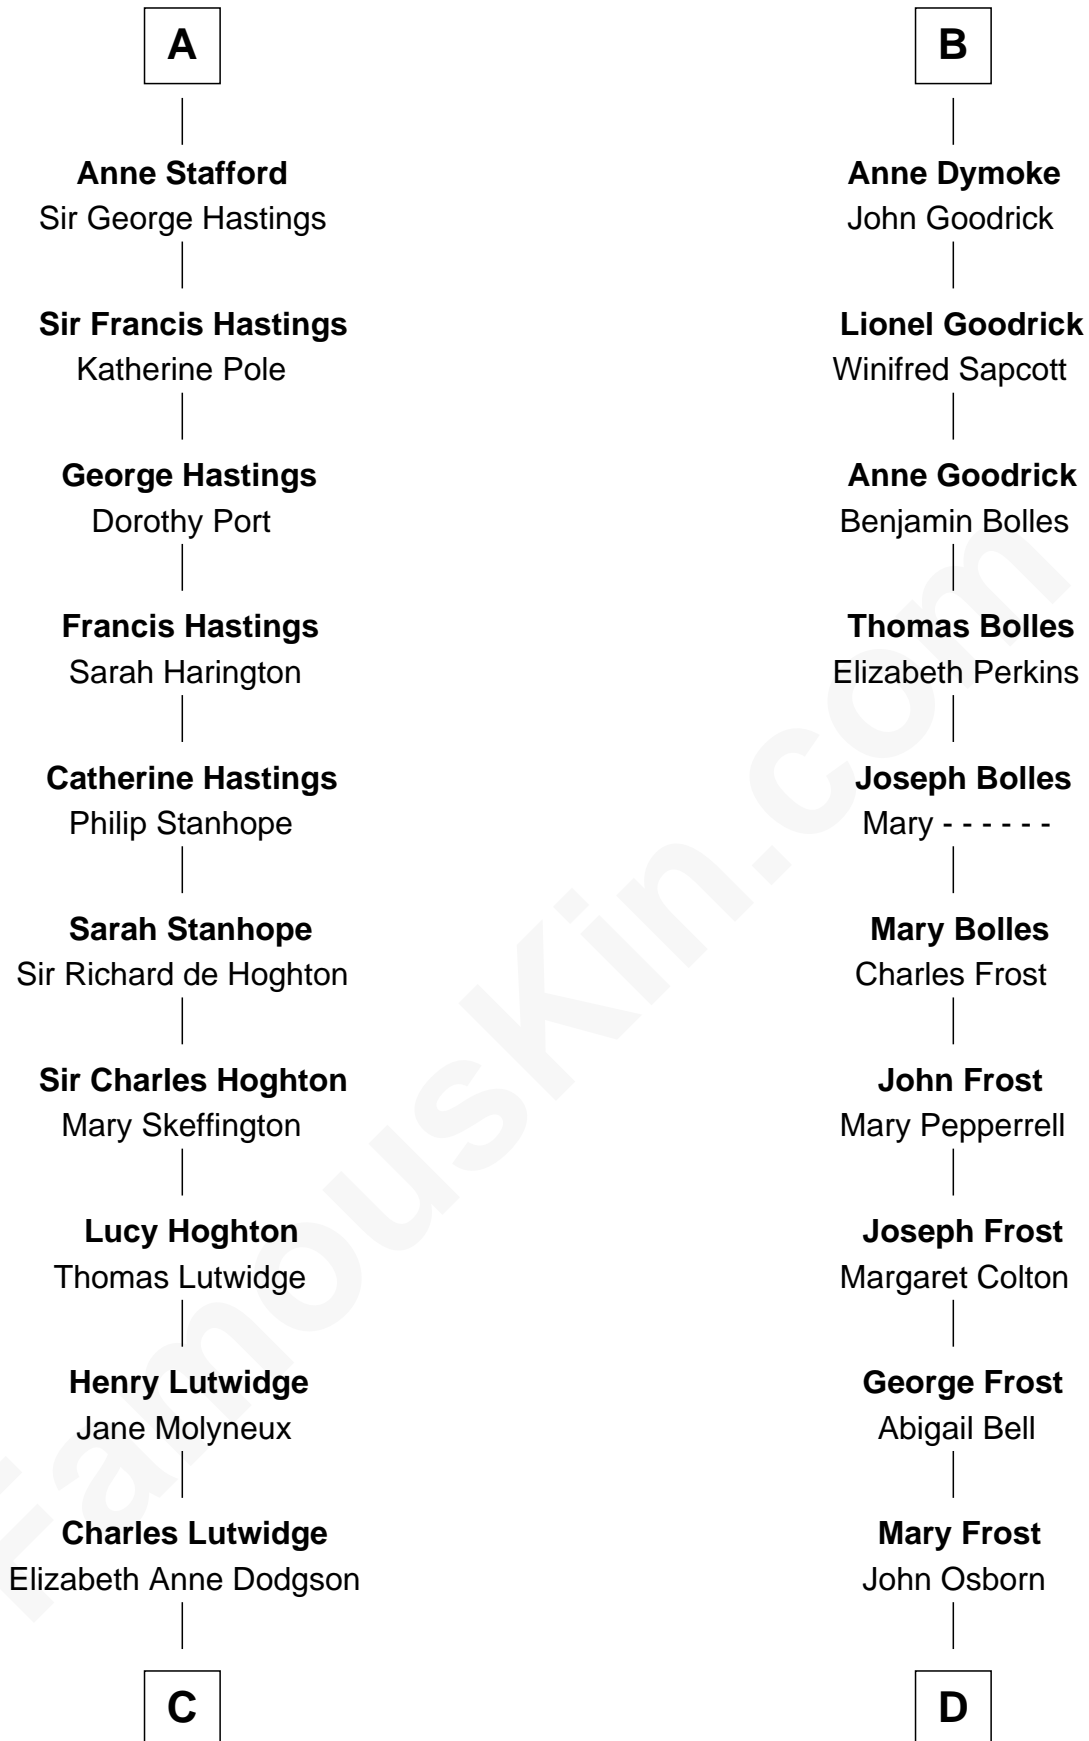 A
Anne Stafford
Sir George Hastings
Sir Francis Hastings
Katherine Pole
George Hastings
Dorothy Port
Francis Hastings
Sarah Harington
Catherine Hastings
Philip Stanhope
Sarah Stanhope
Sir Richard de Hoghton
Sir Charles Hoghton
Mary Skeffington
Lucy Hoghton
Thomas Lutwidge
Henry Lutwidge
Jane Molyneux
Charles Lutwidge
Elizabeth Anne Dodgson
C
B
Anne Dymoke
John Goodrick
Lionel Goodrick
Winifred Sapcott
Anne Goodrick
Benjamin Bolles
Thomas Bolles
Elizabeth Perkins
Joseph Bolles
Mary - - - - - -
Mary Bolles
Charles Frost
John Frost
Mary Pepperrell
Joseph Frost
Margaret Colton
George Frost
Abigail Bell
Mary Frost
John Osborn
D
FamousKin.com